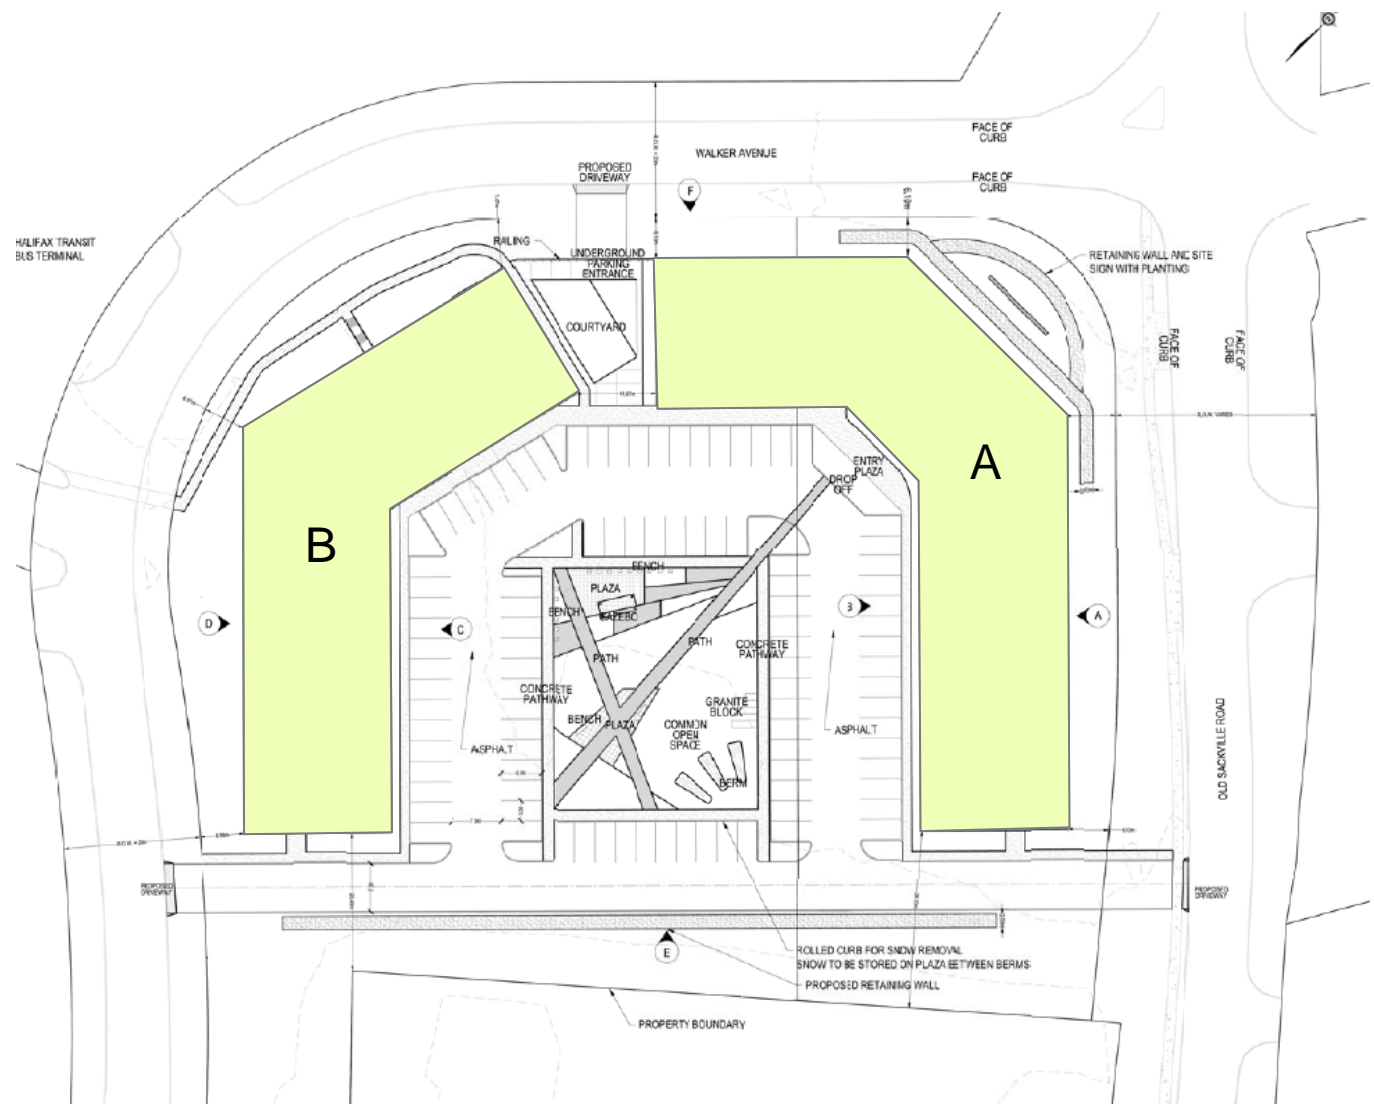 FACE OF
CURB
WALKER AVENUE
PROPOSED
DRIVEWAY
FACE OF
CURB
F
6.10m
HALIFAX TRANSIT
BUS TERMINAL
RAILING
UNDERGROUND
PARKING
ENTRANCE
RETAINING WALL AND SITE
SIGN WITH PLANTING
COURTYARD
FACE OF
CURB
FACE OF
CURB
A
ENTRY
PLAZA
DROP
OFF
B
BENCH
PLAZA
BENCH
GAZEBO
D
C
B
A
PATH
CONCRETE
PATHWAY
PATH
CONCRETE
PATHWAY
GRANITE
BLOCK
BENCH
PLAZA
COMMON
OPEN
SPACE
ASPHALT
ASPHALT
OLD SACKVILLE ROAD
BERM
PROPOSED
DRIVEWAY
PROPOSED
DRIVEWAY
E
ROLLED CURB FOR SNOW REMOVAL
SNOW TO BE STORED ON PLAZA BETWEEN BERMS
PROPOSED RETAINING WALL
PROPERTY BOUNDARY